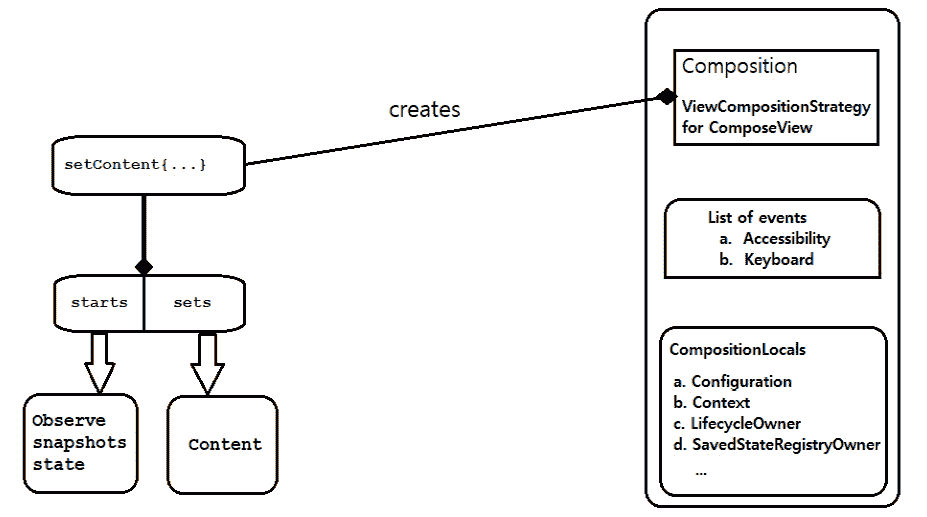 setContent{...}
creates
starts
sets
Observe
snapshots
state
Content
Composition
ViewCompositionStrategy
for ComposeView
List of events
a. Accessibility
b. Keyboard
CompositionLocals
a. Configuration
b. Context
c. LifecycleOwner
d. SavedStateRegistryOwner
...